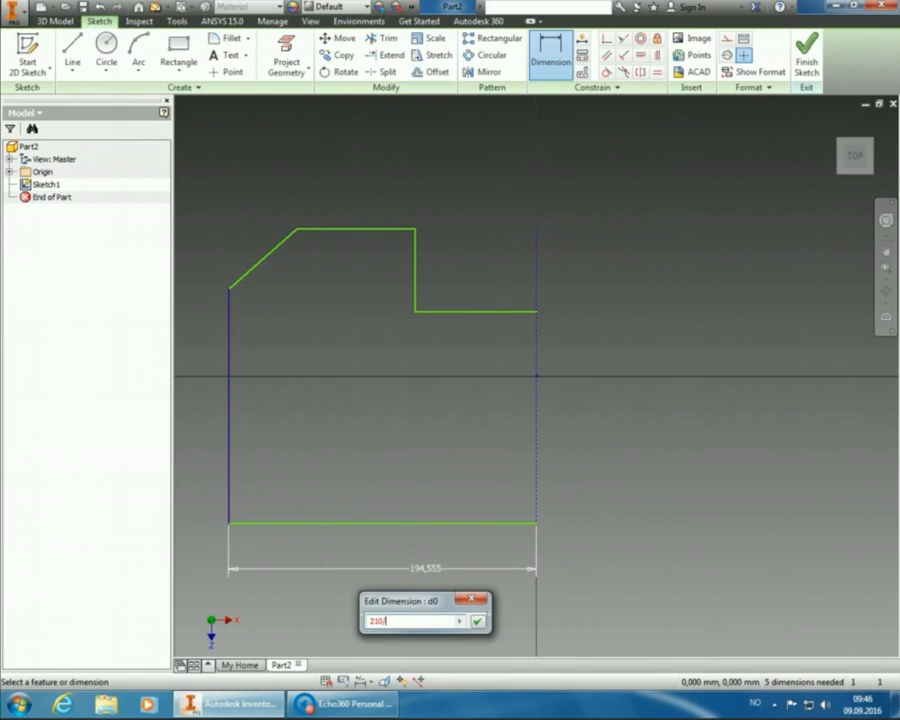 Material
Default
Part2
Sign In
PRO
3D Model Sketch Inspect Tools ANSYS 15.0 Manage View Environments Get Started Autodesk 360
Start
2D Sketch
Line
Circle
Arc
Rectangle
Fillet
Text
Point
Project
Geometry
Move
Copy
Rotate
Trim
Extend
Split
Scale
Stretch
Offset
Rectangular
Circular
Mirror
Dimension
Image
Points
ACAD
Show Format
Finish
Sketch
Sketch Create Modify Pattern Constrain Insert Format Exit
Model
Part2
View: Master
Origin
Sketch1
End of Part
TOP
194,555
Edit Dimension : d0
210/
X
Z
My Home Part2
Select a feature or dimension
0,000 mm, 0,000 mm 5 dimensions needed 1 1
Autodesk Invento...
Echo360 Personal ...
NO
09:46
09.09.2016